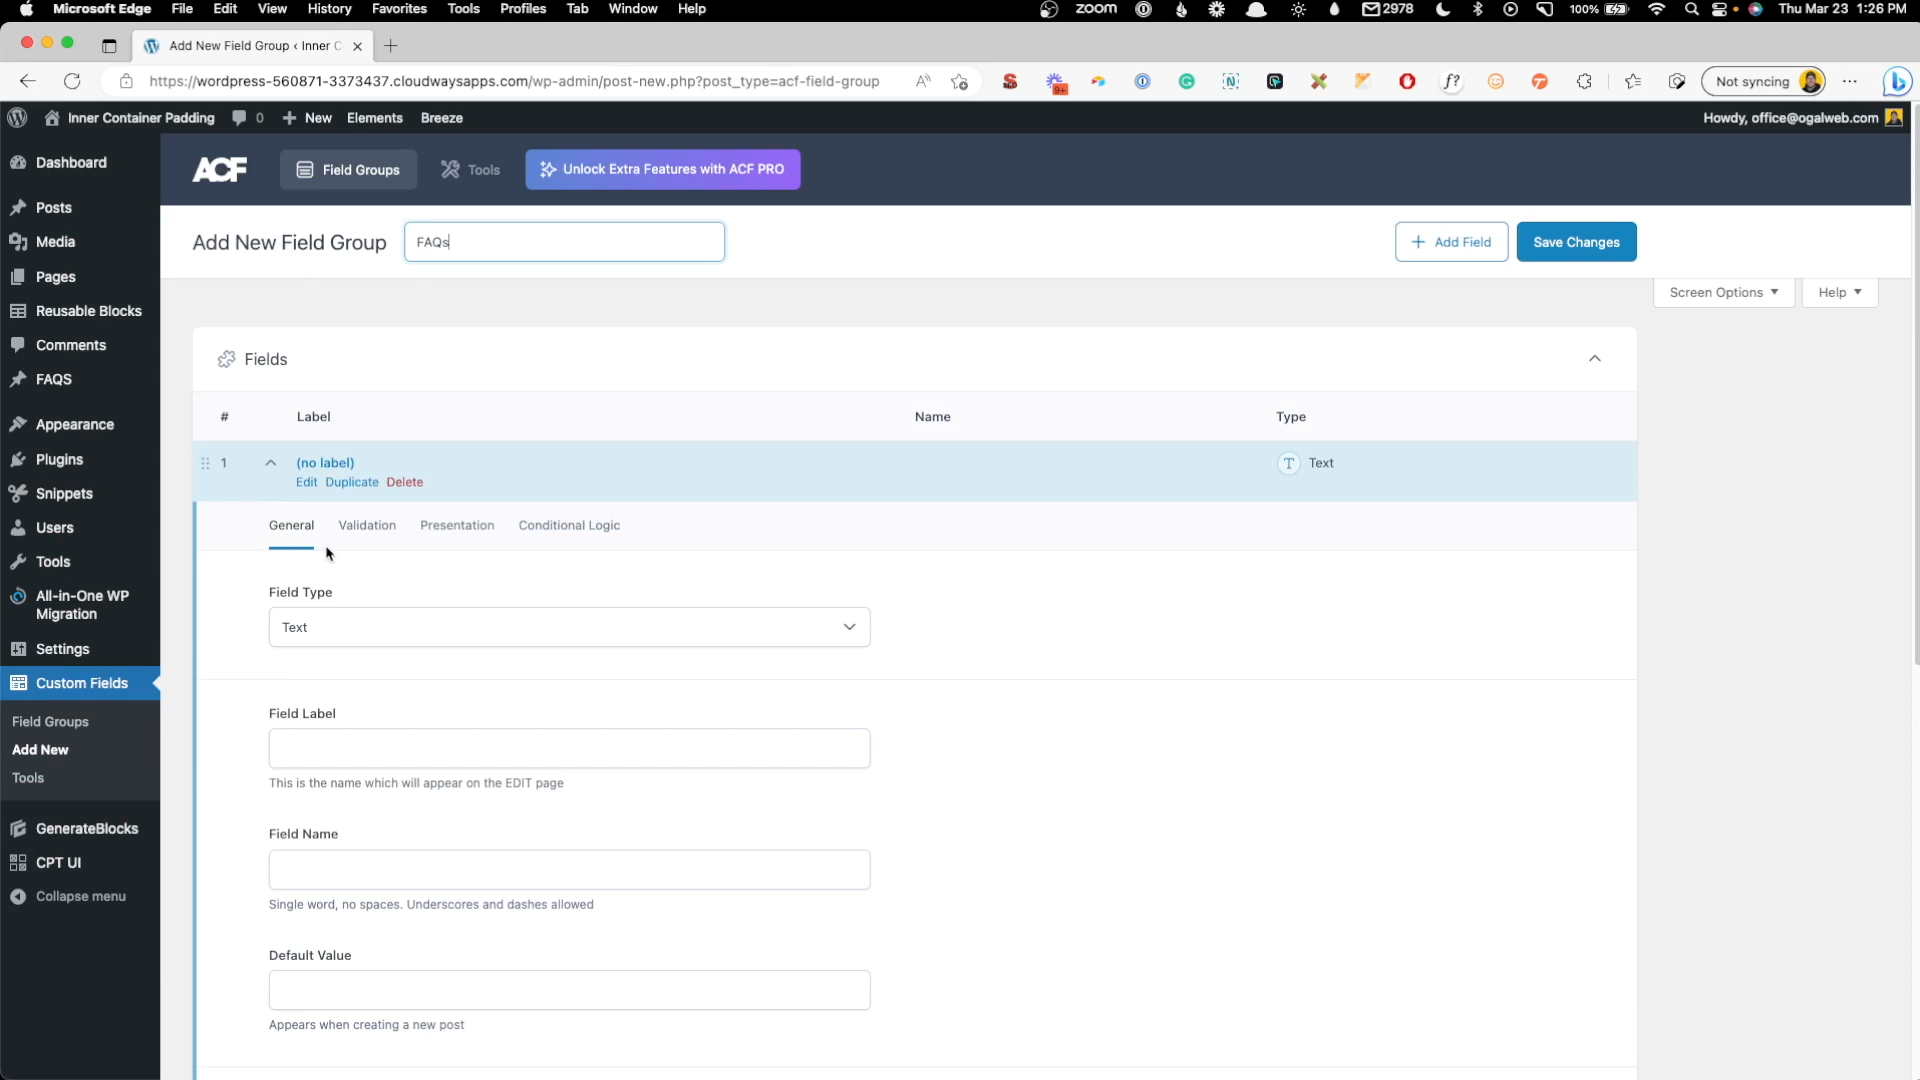 Microsoft Edge File Edit View History Favorites Tools Profiles Tab Window Help zoom 2978 100% Thu Mar 23 1:26 PM
Add New Field Group ‹ Inner C
https://wordpress-560871-3373437.cloudwaysapps.com/wp-admin/post-new.php?post_type=acf-field-group
9+
Not syncing
Inner Container Padding 0 New Elements Breeze
Howdy, office@ogalweb.com
Dashboard
Posts
Media
Pages
Reusable Blocks
Comments
FAQS
Appearance
Plugins
Snippets
Users
Tools
All-in-One WP
Migration
Settings
Custom Fields
Field Groups
Add New
Tools
GenerateBlocks
CPT UI
Collapse menu
ACF Field Groups Tools Unlock Extra Features with ACF PRO
Add New Field Group FAQs
+ Add Field Save Changes
Screen Options Help
Fields
# Label Name Type
1 (no label) T Text
Edit Duplicate Delete
General Validation Presentation Conditional Logic
Field Type
Text
Field Label
This is the name which will appear on the EDIT page
Field Name
Single word, no spaces. Underscores and dashes allowed
Default Value
Appears when creating a new post